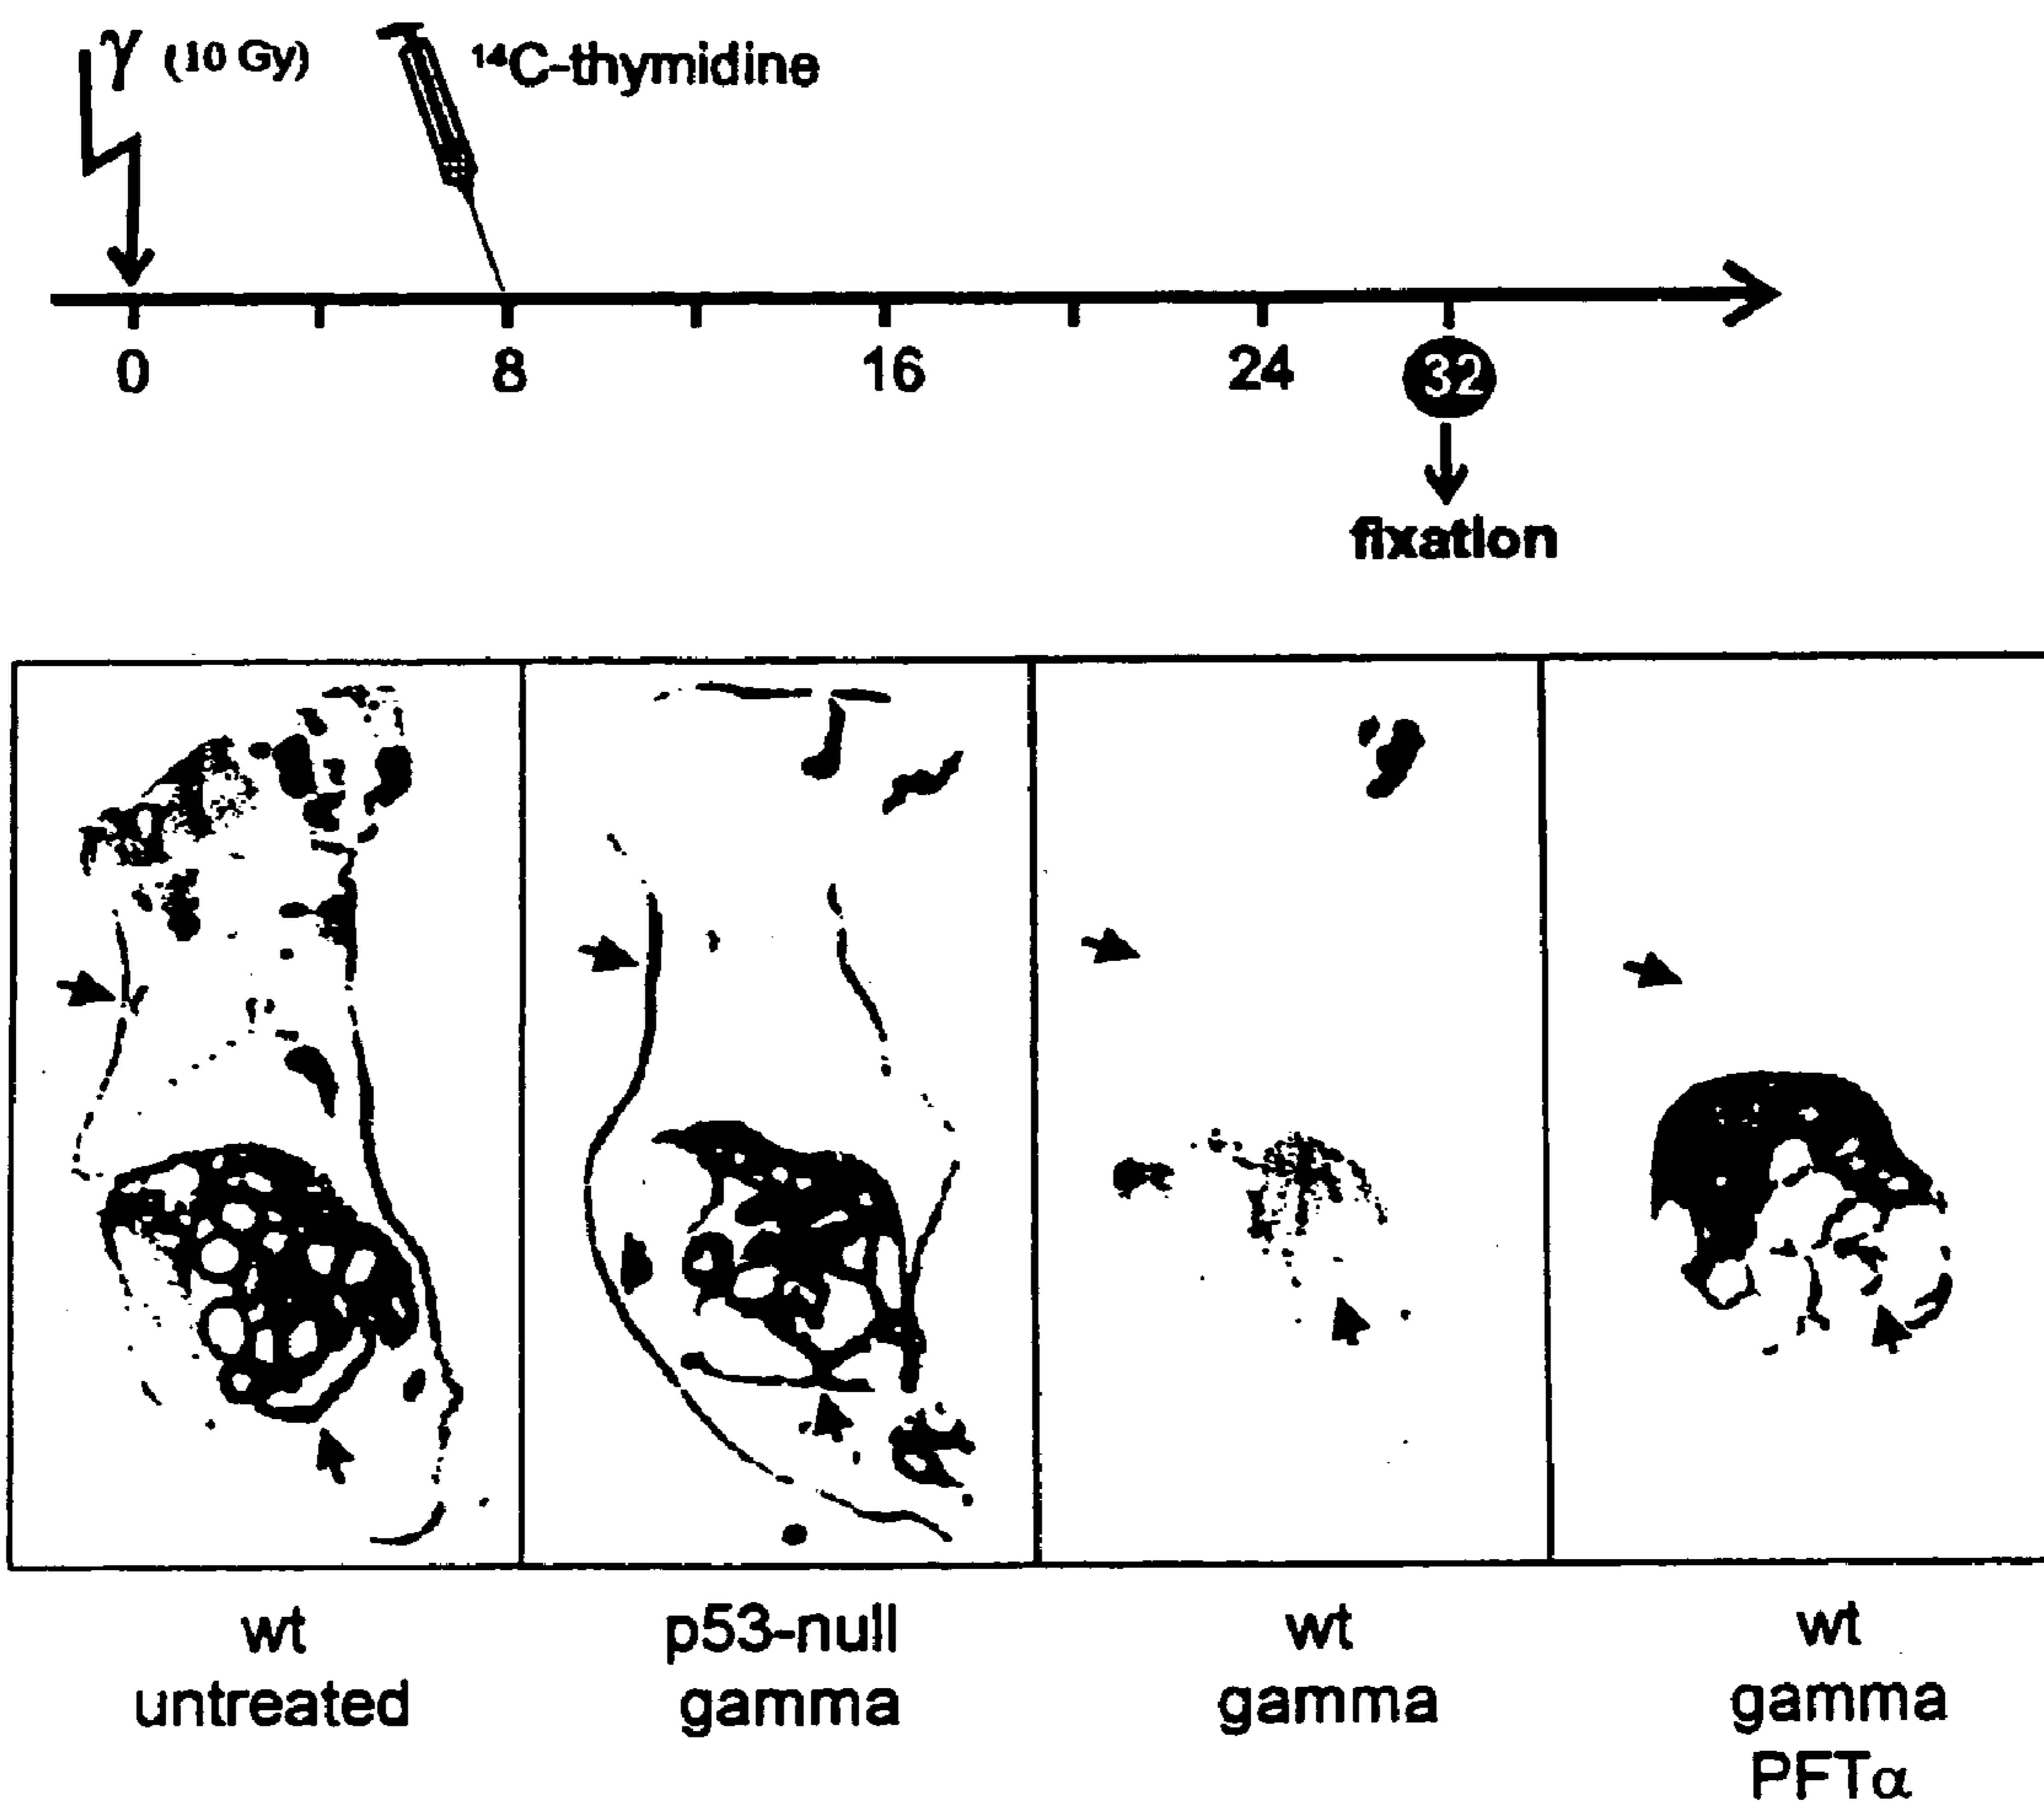 γ (10 Gy)
¹⁴C-thymidine
0 8 16 24 32
fixation
wt
untreated
p53-null
gamma
wt
gamma
wt
gamma
PFTα